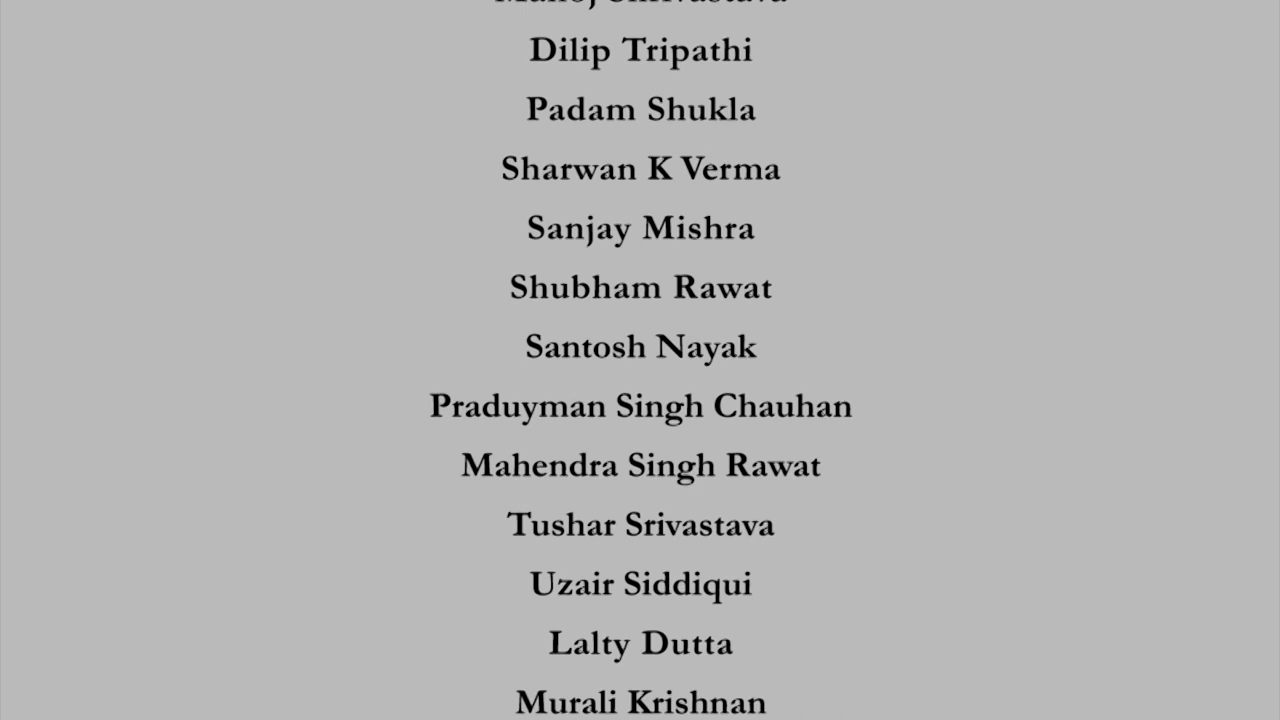 Dilip Tripathi
Padam Shukla
Sharwan K Verma
Sanjay Mishra
Shubham Rawat
Santosh Nayak
Praduyman Singh Chauhan
Mahendra Singh Rawat
Tushar Srivastava
Uzair Siddiqui
Lalty Dutta
Murali Krishnan